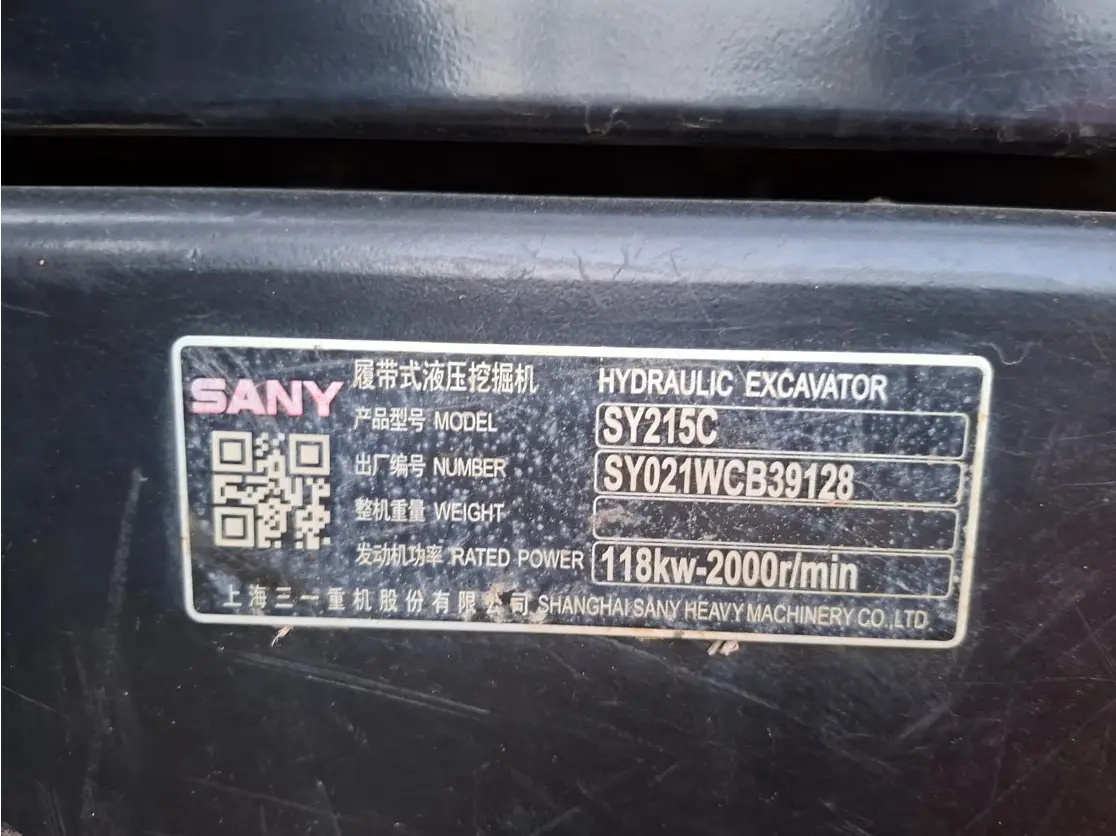 SANY
履带式液压挖掘机 HYDRAULIC EXCAVATOR
产品型号 MODEL SY215C
出厂编号 NUMBER SY021WCB39128
整机重量 WEIGHT
发动机功率 RATED POWER 118kw-2000r/min
上海三一重机股份有限公司 SHANGHAI SANY HEAVY MACHINERY CO.,LTD